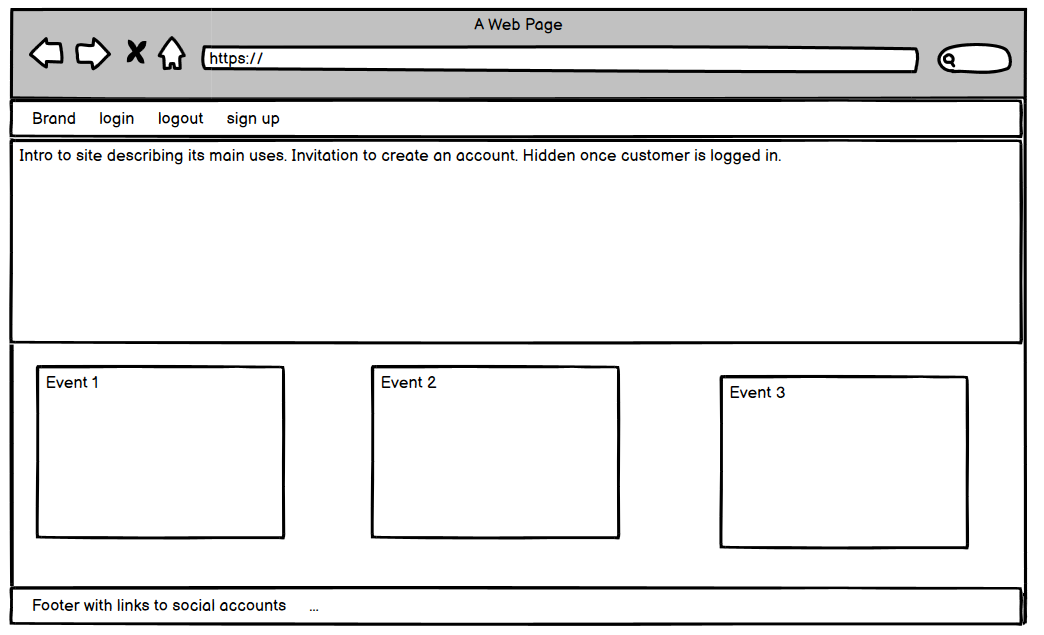 A Web Page
https://
Brand login logout sign up
Intro to site describing its main uses. Invitation to create an account. Hidden once customer is logged in.
Event 1
Event 2
Event 3
Footer with links to social accounts ...